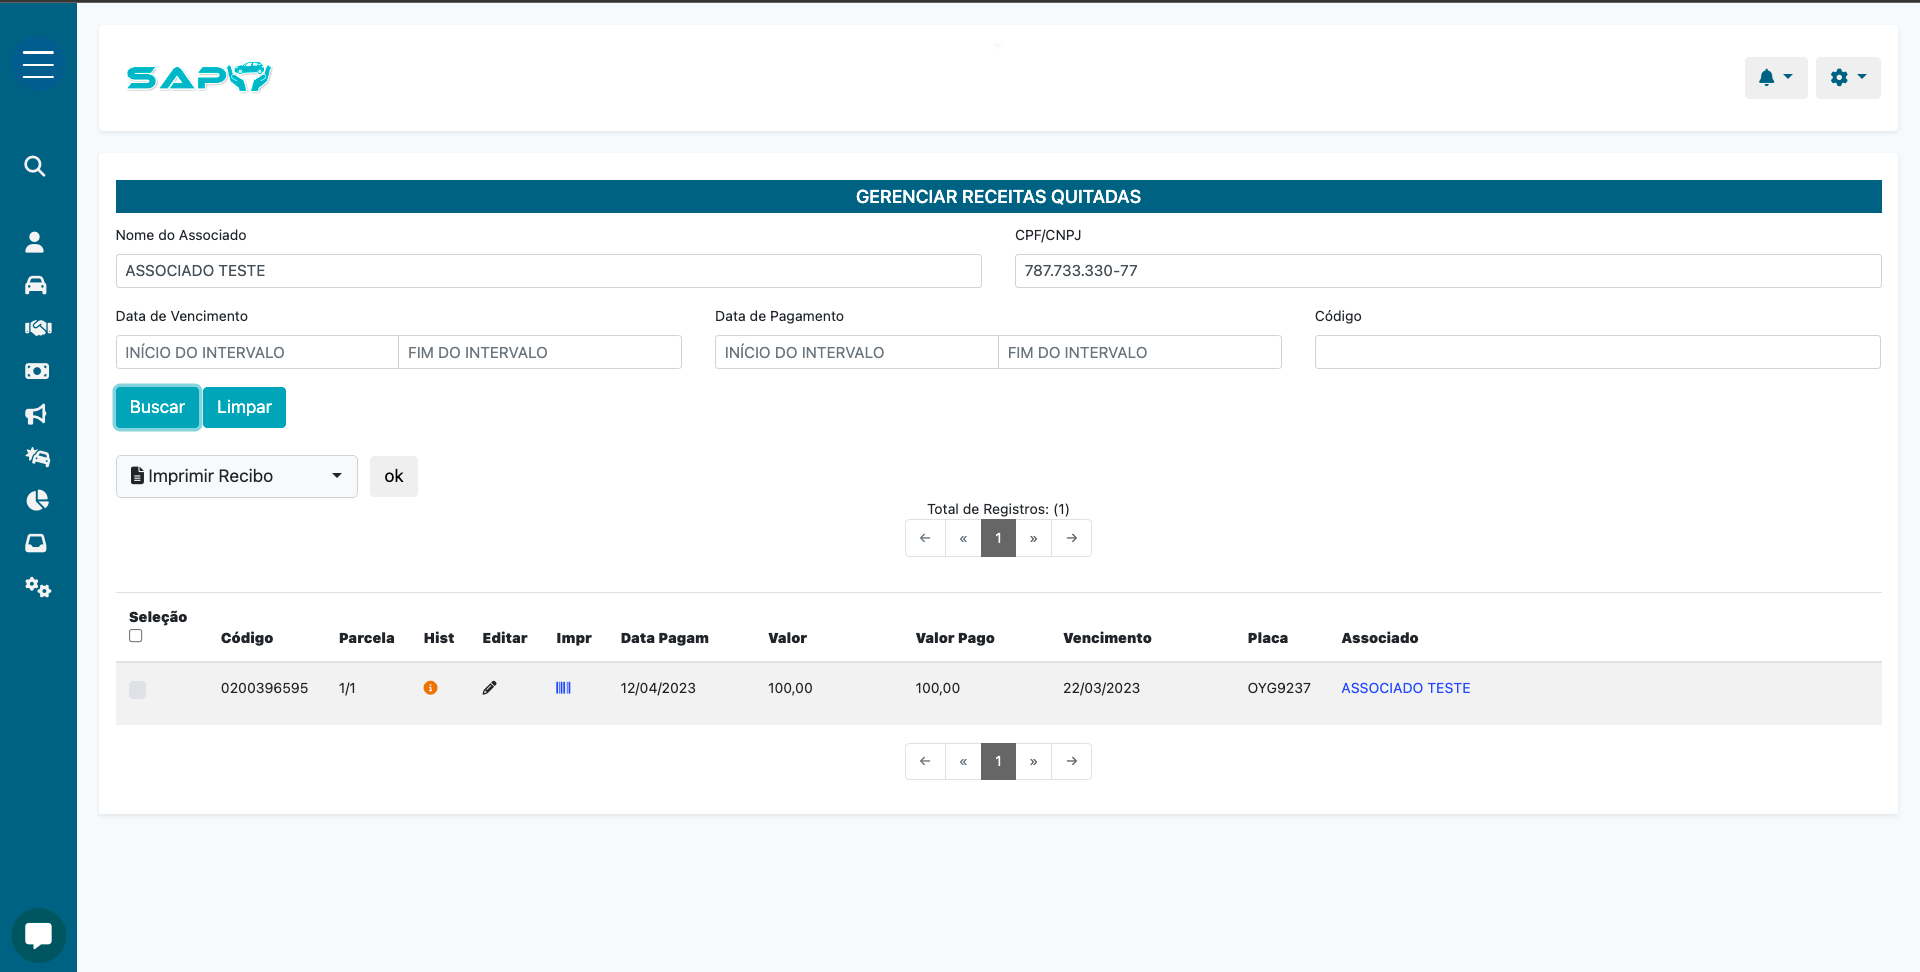 SAPY
GERENCIAR RECEITAS QUITADAS
Nome do Associado
CPF/CNPJ
ASSOCIADO TESTE
787.733.330-77
Data de Vencimento
Data de Pagamento
Código
INÍCIO DO INTERVALO
FIM DO INTERVALO
INÍCIO DO INTERVALO
FIM DO INTERVALO
Buscar
Limpar
Imprimir Recibo
ok
Total de Registros: (1)
← « 1 » →
Seleção
Código Parcela Hist Editar Impr Data Pagam Valor Valor Pago Vencimento Placa Associado
0200396595 1/1 12/04/2023 100,00 100,00 22/03/2023 OYG9237 ASSOCIADO TESTE
← « 1 » →